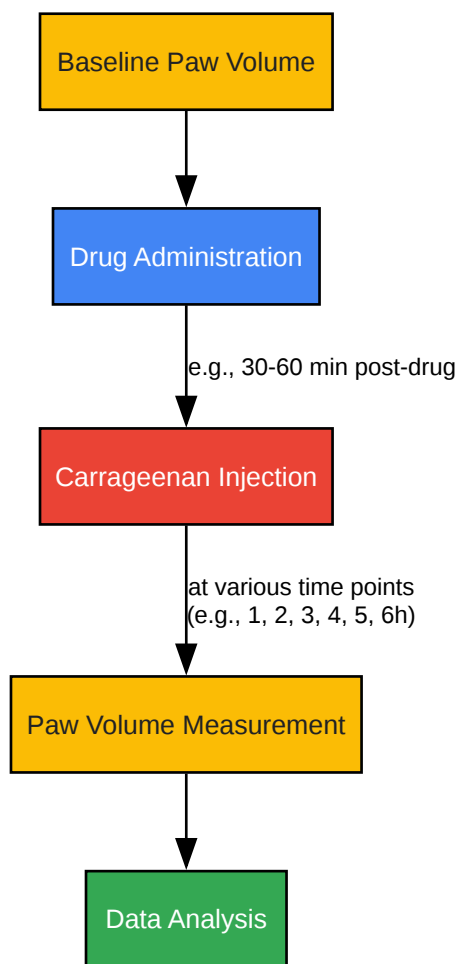 Baseline Paw Volume
Drug Administration
e.g., 30-60 min post-drug
Carrageenan Injection
at various time points
(e.g., 1, 2, 3, 4, 5, 6h)
Paw Volume Measurement
Data Analysis